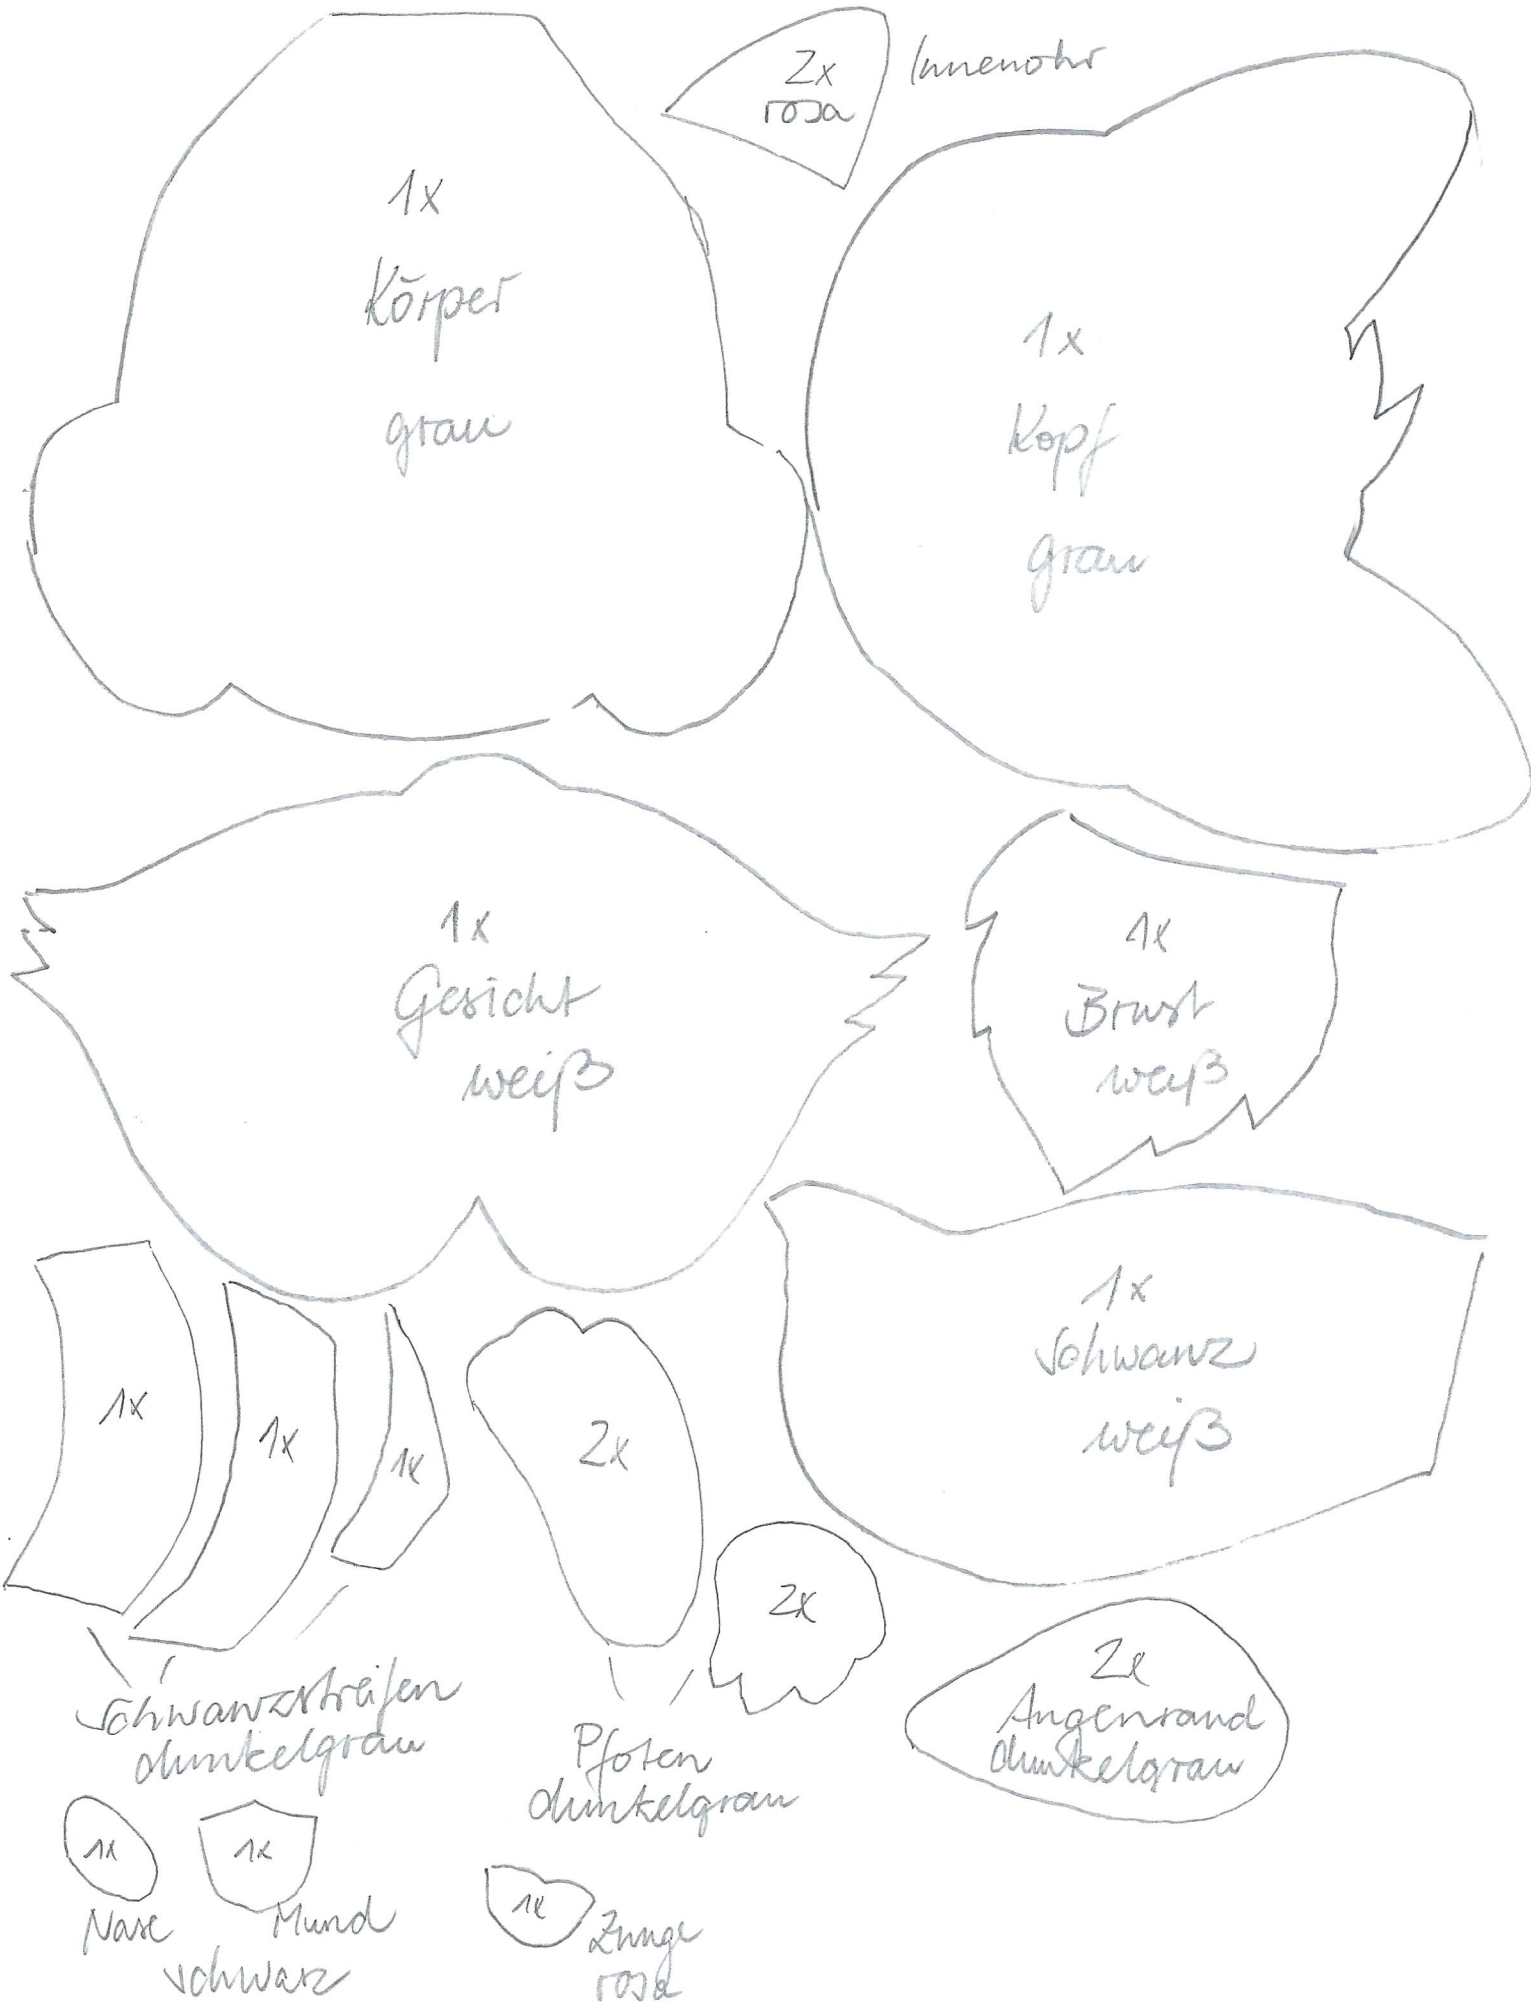 2x
rosa
Innenohr
1x
Körper
grau
1x
Kopf
grau
1x
Gesicht
weiß
1x
Brust
weiß
1x
1x
1x
Schwanzstreifen
dunkelgrau
2x
2x
Pfoten
dunkelgrau
1x
Schwanz
weiß
2x
Augenrand
dunkelgrau
1x
Nase
1x
Mund
schwarz
1x
Zunge
rosa